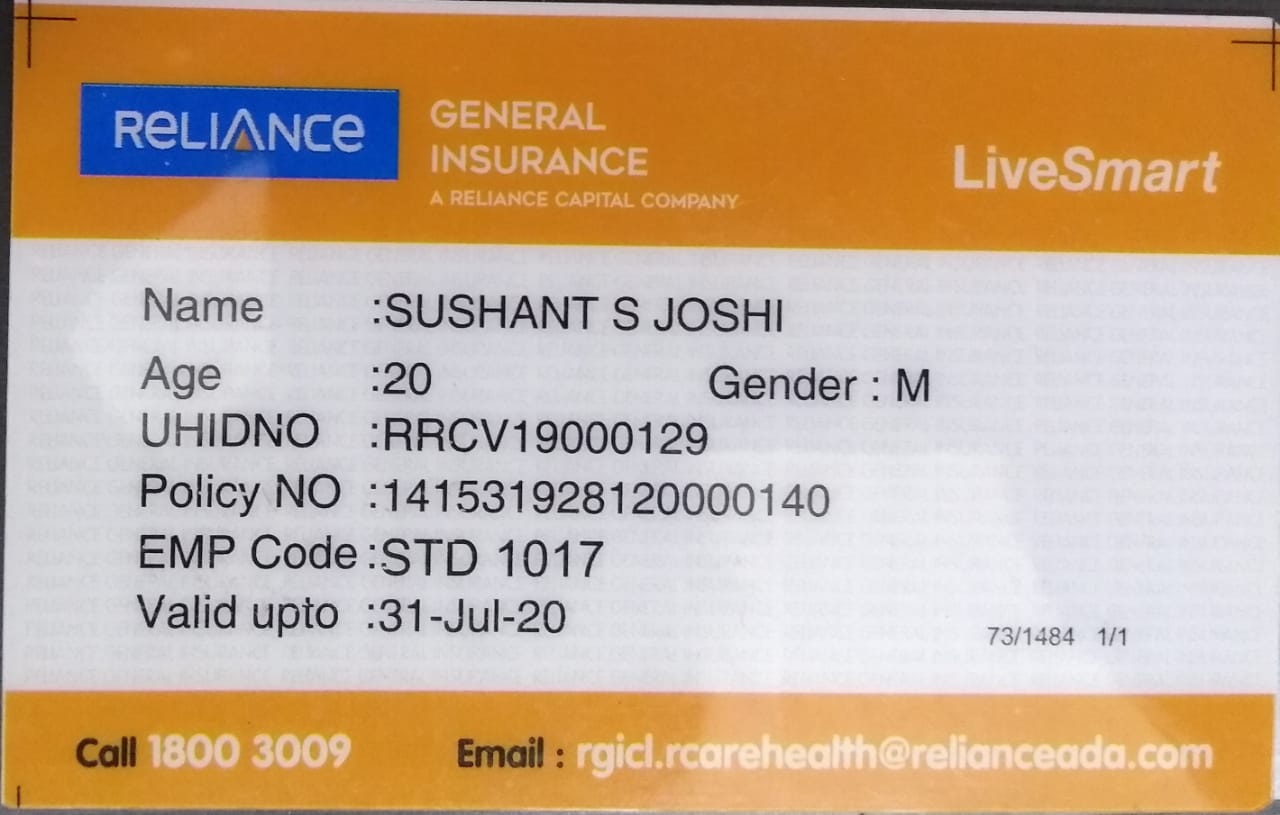 RELIANCE
GENERAL
INSURANCE
A RELIANCE CAPITAL COMPANY
LiveSmart
Name :SUSHANT S JOSHI
Age :20 Gender : M
UHIDNO :RRCV19000129
Policy NO :141531928120000140
EMP Code :STD 1017
Valid upto :31-Jul-20
73/1484 1/1
Call 1800 3009 Email : rgicl.rcarehealth@relianceada.com